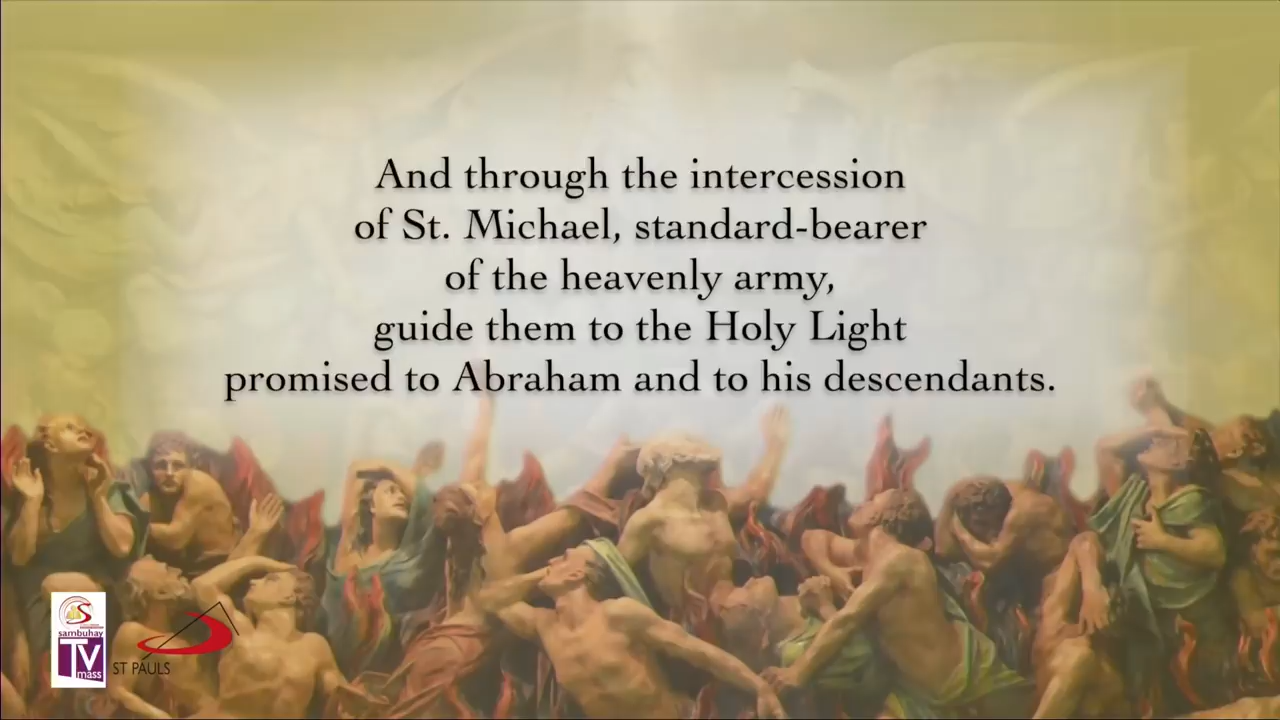 And through the intercession
of St. Michael, standard-bearer
of the heavenly army,
guide them to the Holy Light
promised to Abraham and to his descendants.
sambuhay
TV
mass
ST PAULS